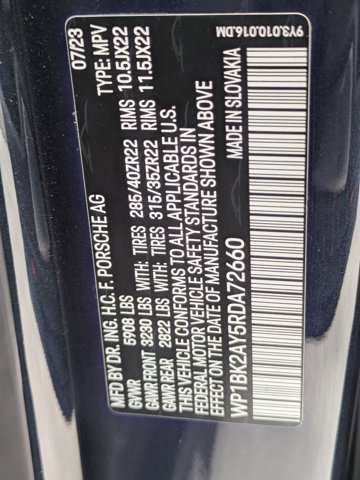 9Y3.010.016.DM
MFD BY DR. ING. H.C. F. PORSCHE AG 07/23
GVWR 5908 LBS TYPE: MPV
GAWR FRONT 3230 LBS WITH: TIRES 285/40ZR22 RIMS 10.5JX22
GAWR REAR 2822 LBS WITH: TIRES 315/35ZR22 RIMS 11.5JX22
THIS VEHICLE CONFORMS TO ALL APPLICABLE U.S.
FEDERAL MOTOR VEHICLE SAFETY STANDARDS IN
EFFECT ON THE DATE OF MANUFACTURE SHOWN ABOVE
WP1BK2AY5RDA72660 MADE IN SLOVAKIA